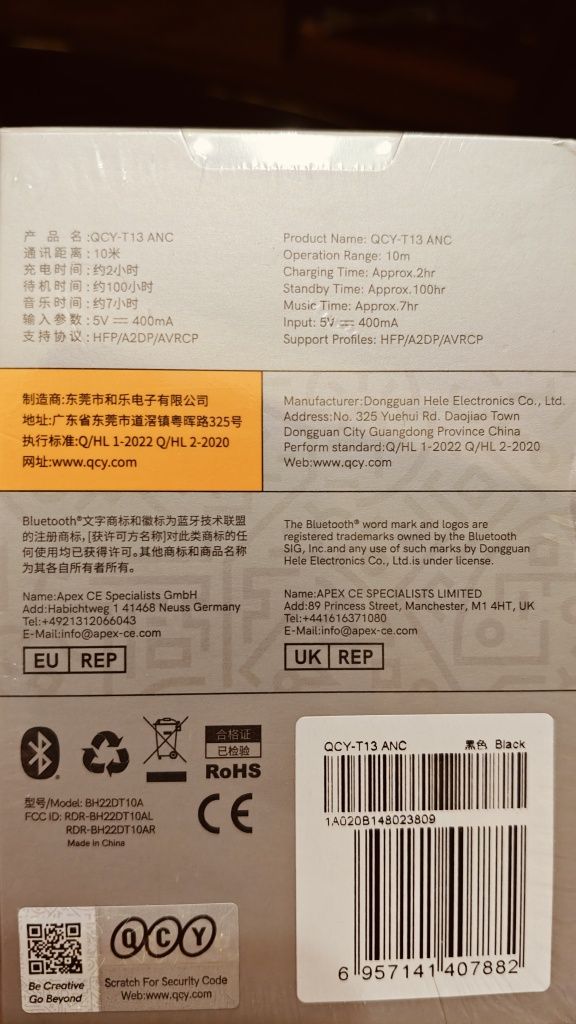 产品名:QCY-T13 ANC
通讯距离:10米
充电时间:约2小时
待机时间:约100小时
音乐时间:约7小时
输入参数:5V ⎓ 400mA
支持协议:HFP/A2DP/AVRCP
Product Name: QCY-T13 ANC
Operation Range: 10m
Charging Time: Approx.2hr
Standby Time: Approx.100hr
Music Time: Approx.7hr
Input: 5V ⎓ 400mA
Support Profiles: HFP/A2DP/AVRCP
制造商:东莞市和乐电子有限公司
地址:广东省东莞市道滘镇粤晖路325号
执行标准:Q/HL 1-2022 Q/HL 2-2020
网址:www.qcy.com
Manufacturer:Dongguan Hele Electronics Co., Ltd.
Address:No. 325 Yuehui Rd. Daojiao Town
Dongguan City Guangdong Province China
Perform standard:Q/HL 1-2022 Q/HL 2-2020
Web:www.qcy.com
Bluetooth®文字商标和徽标为蓝牙技术联盟
的注册商标,[获许可方名称]对此类商标的任
何使用均已获得许可。其他商标和商品名称
为其各自所有者所有。
The Bluetooth® word mark and logos are
registered trademarks owned by the Bluetooth
SIG, Inc.and any use of such marks by Dongguan
Hele Electronics Co., Ltd.is under license.
Name:Apex CE Specialists GmbH
Add:Habichtweg 1 41468 Neuss Germany
Tel:+4921312066043
E-Mail:info@apex-ce.com
EU REP
Name:APEX CE SPECIALISTS LIMITED
Add:89 Princess Street, Manchester, M1 4HT, UK
Tel:+441616371080
E-Mail:info@apex-ce.com
UK REP
合格证
已检验
RoHS
型号/Model: BH22DT10A
FCC ID: RDR-BH22DT10AL
RDR-BH22DT10AR
Made in China
CE
QCY-T13 ANC 黑色 Black
1A020B148023809
6 957141 407882
QCY
Be Creative
Go Beyond
Scratch For Security Code
Web:www.qcy.com